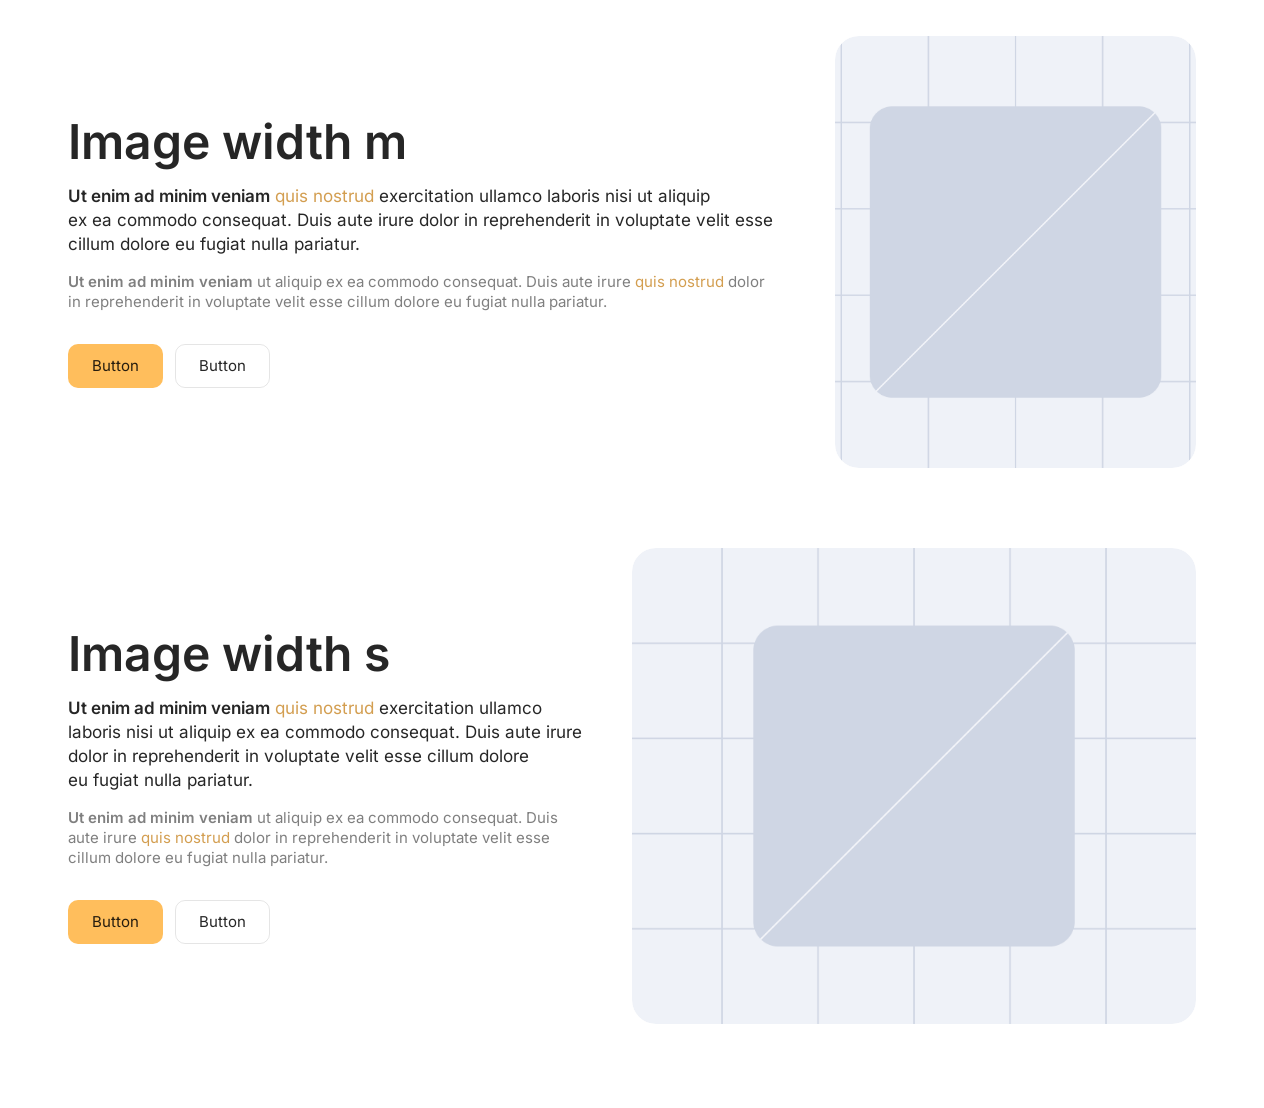 Image width m
Ut enim ad minim veniam quis nostrud exercitation ullamco laboris nisi ut aliquip
ex ea commodo consequat. Duis aute irure dolor in reprehenderit in voluptate velit esse
cillum dolore eu fugiat nulla pariatur.
Ut enim ad minim veniam ut aliquip ex ea commodo consequat. Duis aute irure quis nostrud dolor
in reprehenderit in voluptate velit esse cillum dolore eu fugiat nulla pariatur.
Button Button
Image width s
Ut enim ad minim veniam quis nostrud exercitation ullamco
laboris nisi ut aliquip ex ea commodo consequat. Duis aute irure
dolor in reprehenderit in voluptate velit esse cillum dolore
eu fugiat nulla pariatur.
Ut enim ad minim veniam ut aliquip ex ea commodo consequat. Duis
aute irure quis nostrud dolor in reprehenderit in voluptate velit esse
cillum dolore eu fugiat nulla pariatur.
Button Button